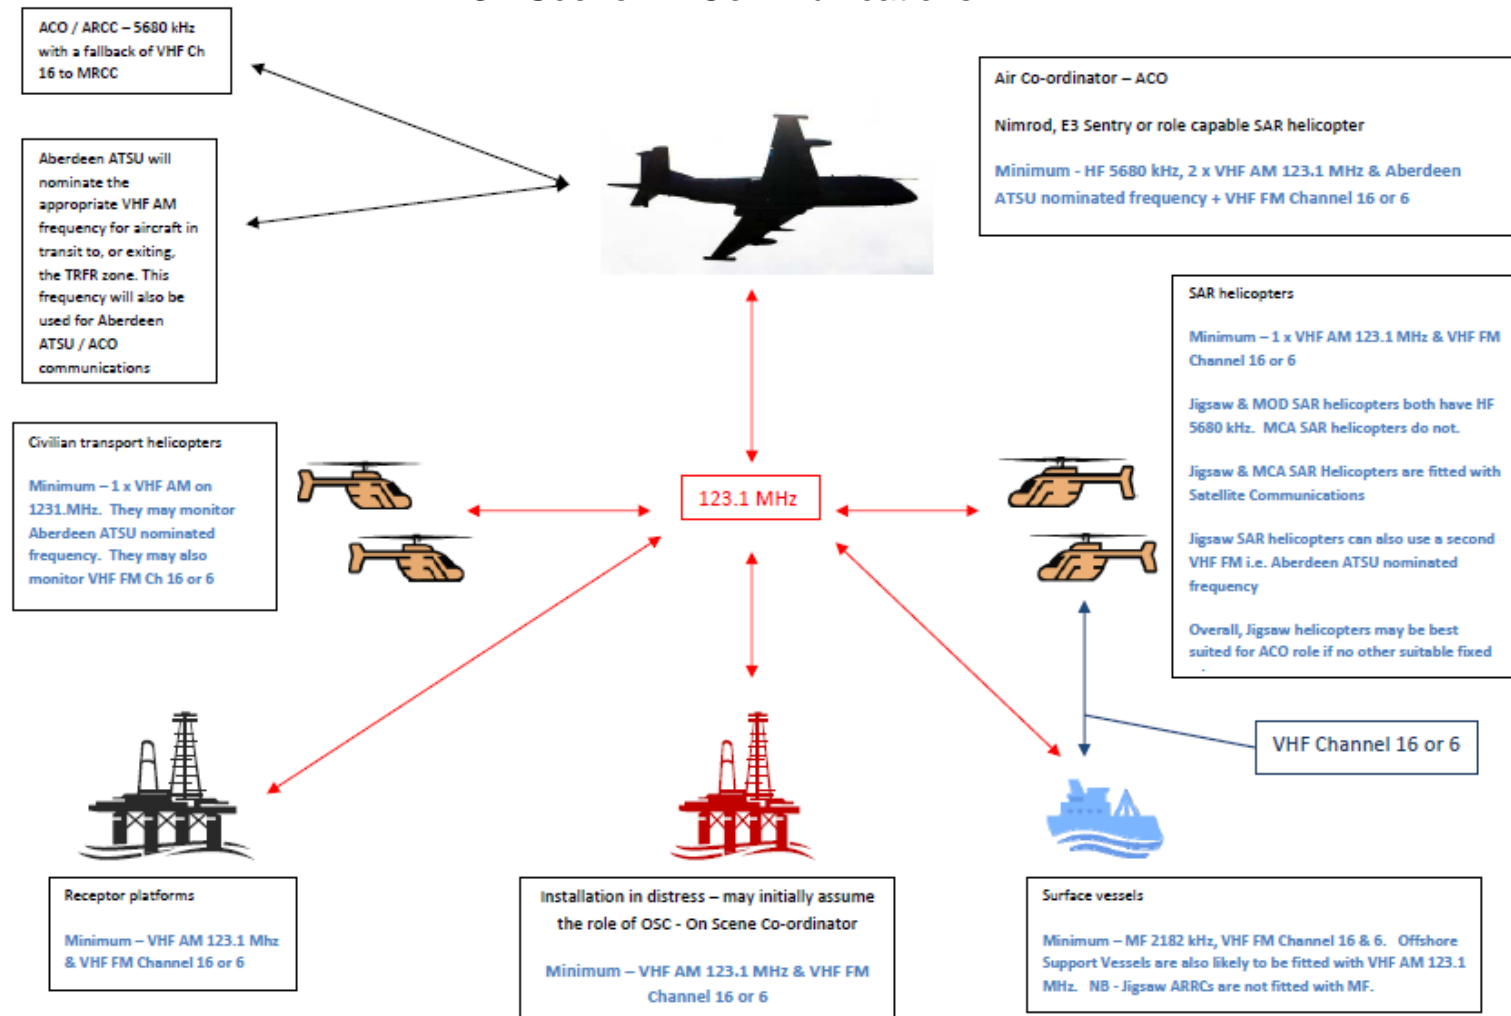 ACO / ARCC – 5680 kHz
with a fallback of VHF Ch
16 to MRCC
Air Co-ordinator – ACO
Nimrod, E3 Sentry or role capable SAR helicopter
Minimum - HF 5680 kHz, 2 x VHF AM 123.1 MHz & Aberdeen
ATSU nominated frequency + VHF FM Channel 16 or 6
Aberdeen ATSU will
nominate the
appropriate VHF AM
frequency for aircraft in
transit to, or exiting,
the TRFR zone. This
frequency will also be
used for Aberdeen
ATSU / ACO
communications
SAR helicopters
Minimum – 1 x VHF AM 123.1 MHz & VHF FM
Channel 16 or 6
Jigsaw & MOD SAR helicopters both have HF
5680 kHz. MCA SAR helicopters do not.
Jigsaw & MCA SAR Helicopters are fitted with
Satellite Communications
Jigsaw SAR helicopters can also use a second
VHF FM i.e. Aberdeen ATSU nominated
frequency
Overall, Jigsaw helicopters may be best
suited for ACO role if no other suitable fixed
Civilian transport helicopters
Minimum – 1 x VHF AM on
1231.MHz. They may monitor
Aberdeen ATSU nominated
frequency. They may also
monitor VHF FM Ch 16 or 6
123.1 MHz
VHF Channel 16 or 6
Receptor platforms
Minimum – VHF AM 123.1 Mhz
& VHF FM Channel 16 or 6
Installation in distress – may initially assume
the role of OSC - On Scene Co-ordinator
Minimum – VHF AM 123.1 MHz & VHF FM
Channel 16 or 6
Surface vessels
Minimum – MF 2182 kHz, VHF FM Channel 16 & 6. Offshore
Support Vessels are also likely to be fitted with VHF AM 123.1
MHz. NB - Jigsaw ARRCs are not fitted with MF.